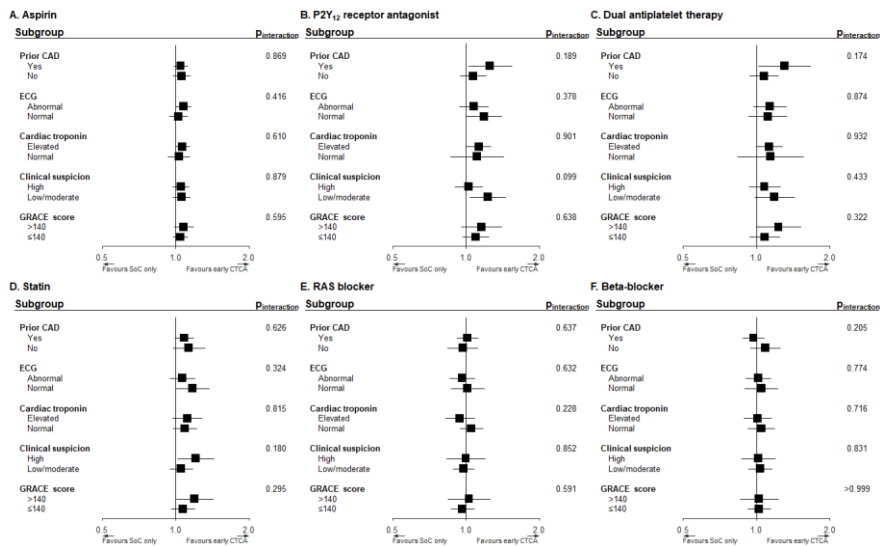 A. Aspirin
Subgroup Pinteraction
Prior CAD 0.869
Yes
No
ECG 0.416
Abnormal
Normal
Cardiac troponin 0.610
Elevated
Normal
Clinical suspicion 0.879
High
Low/moderate
GRACE score 0.595
>140
≤140
0.5 1.0 2.0
Favours SoC only Favours early CTCA
B. P2Y₁₂ receptor antagonist
Subgroup Pinteraction
Prior CAD 0.189
Yes
No
ECG 0.378
Abnormal
Normal
Cardiac troponin 0.901
Elevated
Normal
Clinical suspicion 0.099
High
Low/moderate
GRACE score 0.638
>140
≤140
0.5 1.0 2.0
Favours SoC only Favours early CTCA
C. Dual antiplatelet therapy
Subgroup Pinteraction
Prior CAD 0.174
Yes
No
ECG 0.874
Abnormal
Normal
Cardiac troponin 0.932
Elevated
Normal
Clinical suspicion 0.433
High
Low/moderate
GRACE score 0.322
>140
≤140
0.5 1.0 2.0
Favours SoC only Favours early CTCA
D. Statin
Subgroup Pinteraction
Prior CAD 0.626
Yes
No
ECG 0.324
Abnormal
Normal
Cardiac troponin 0.815
Elevated
Normal
Clinical suspicion 0.180
High
Low/moderate
GRACE score 0.295
>140
≤140
0.5 1.0 2.0
Favours SoC only Favours early CTCA
E. RAS blocker
Subgroup Pinteraction
Prior CAD 0.637
Yes
No
ECG 0.632
Abnormal
Normal
Cardiac troponin 0.228
Elevated
Normal
Clinical suspicion 0.852
High
Low/moderate
GRACE score 0.591
>140
≤140
0.5 1.0 2.0
Favours SoC only Favours early CTCA
F. Beta-blocker
Subgroup Pinteraction
Prior CAD 0.205
Yes
No
ECG 0.774
Abnormal
Normal
Cardiac troponin 0.716
Elevated
Normal
Clinical suspicion 0.831
High
Low/moderate
GRACE score >0.999
>140
≤140
0.5 1.0 2.0
Favours SoC only Favours early CTCA